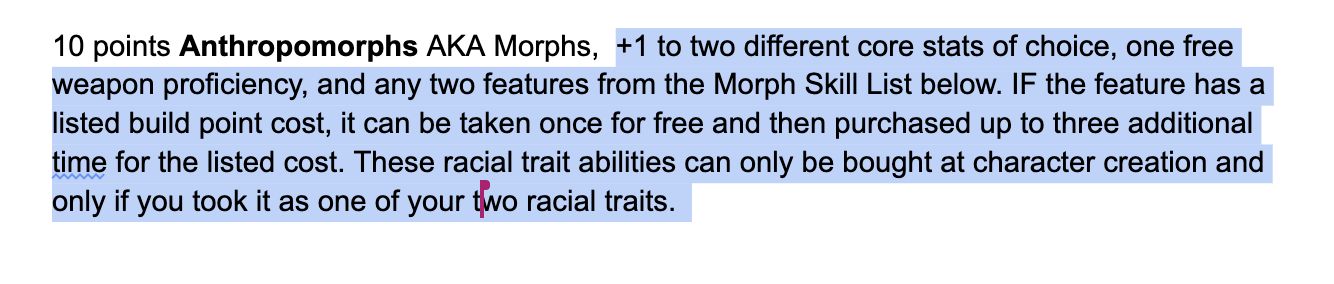 10 points Anthropomorphs AKA Morphs, +1 to two different core stats of choice, one free
weapon proficiency, and any two features from the Morph Skill List below. IF the feature has a
listed build point cost, it can be taken once for free and then purchased up to three additional
time for the listed cost. These racial trait abilities can only be bought at character creation and
only if you took it as one of your two racial traits.